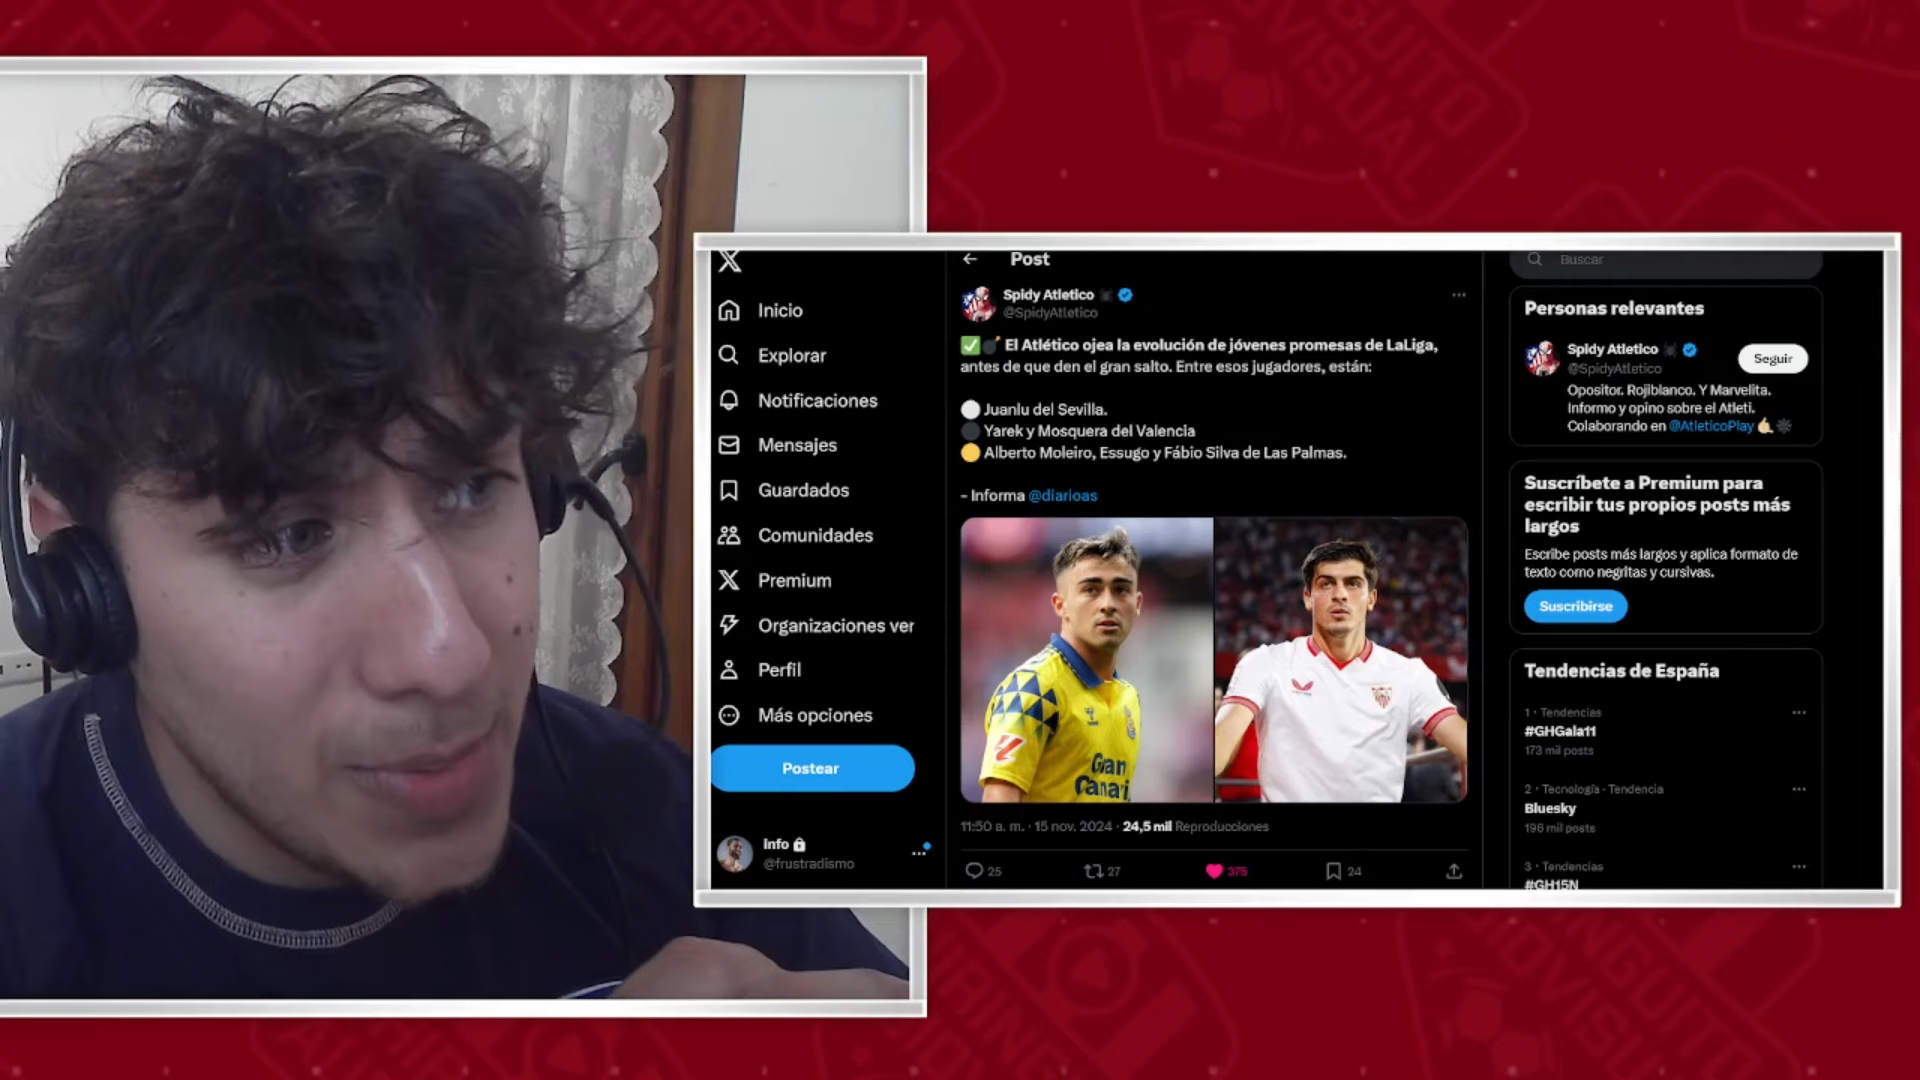 Inicio
Explorar
Notificaciones
Mensajes
Guardados
Comunidades
Premium
Organizaciones ver
Perfil
Más opciones
Postear
Info
@frustradismo
Post
Spidy Atletico
@SpidyAtletico
El Atlético ojea la evolución de jóvenes promesas de LaLiga,
antes de que den el gran salto. Entre esos jugadores, están:
Juanlu del Sevilla.
Yarek y Mosquera del Valencia
Alberto Moleiro, Essugo y Fábio Silva de Las Palmas.
- Informa @diarioas
Gran
Canari
11:50 a. m. · 15 nov. 2024 · 24,5 mil Reproducciones
25
27
375
24
Buscar
Personas relevantes
Spidy Atletico
@SpidyAtletico
Seguir
Opositor. Rojiblanco. Y Marvelita.
Informo y opino sobre el Atleti.
Colaborando en @AtleticoPlay
Suscríbete a Premium para
escribir tus propios posts más
largos
Escribe posts más largos y aplica formato de
texto como negritas y cursivas.
Suscribirse
Tendencias de España
1 · Tendencias
#GHGala11
173 mil posts
2 · Tecnología · Tendencia
Bluesky
196 mil posts
3 · Tendencias
#GH15N